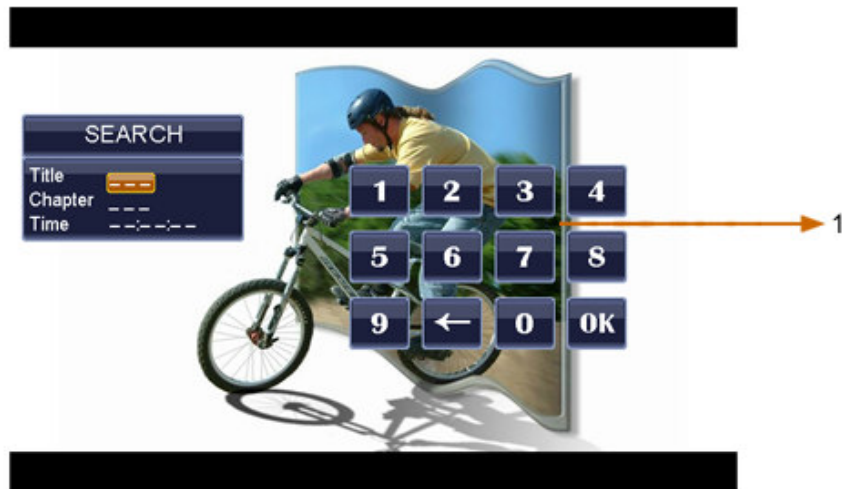 SEARCH
Title _ _ _
Chapter _ _ _
Time _ _:_ _:_ _
1 2 3 4
5 6 7 8
9 ← 0 OK
1